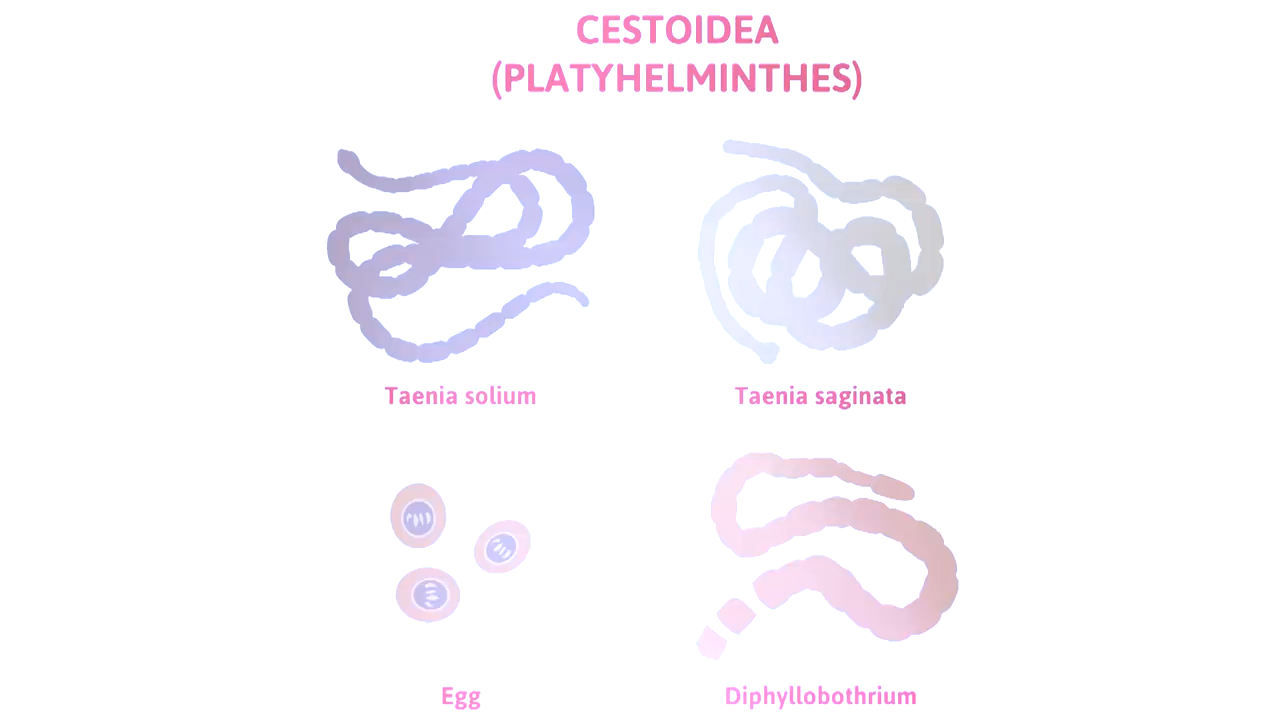 CESTOIDEA
(PLATYHELMINTHES)
Taenia solium
Taenia saginata
Egg
Diphyllobothrium